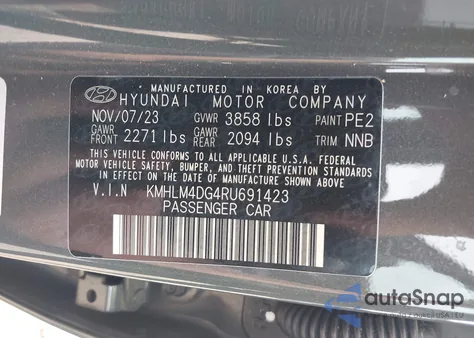 MANUFACTURED IN KOREA BY
HYUNDAI MOTOR COMPANY
NOV/07/23 GVWR 3858 lbs PAINT PE2
GAWR FRONT 2271 lbs GAWR REAR 2094 lbs TRIM NNB
THIS VEHICLE CONFORMS TO ALL APPLICABLE U.S.A. FEDERAL
MOTOR VEHICLE SAFETY, BUMPER, AND THEFT PREVENTION STANDARDS
IN EFFECT ON THE DATE OF MANUFACTURE SHOWN ABOVE.
V.I.N KMHLM4DG4RU691423
PASSENGER CAR
autoSnap